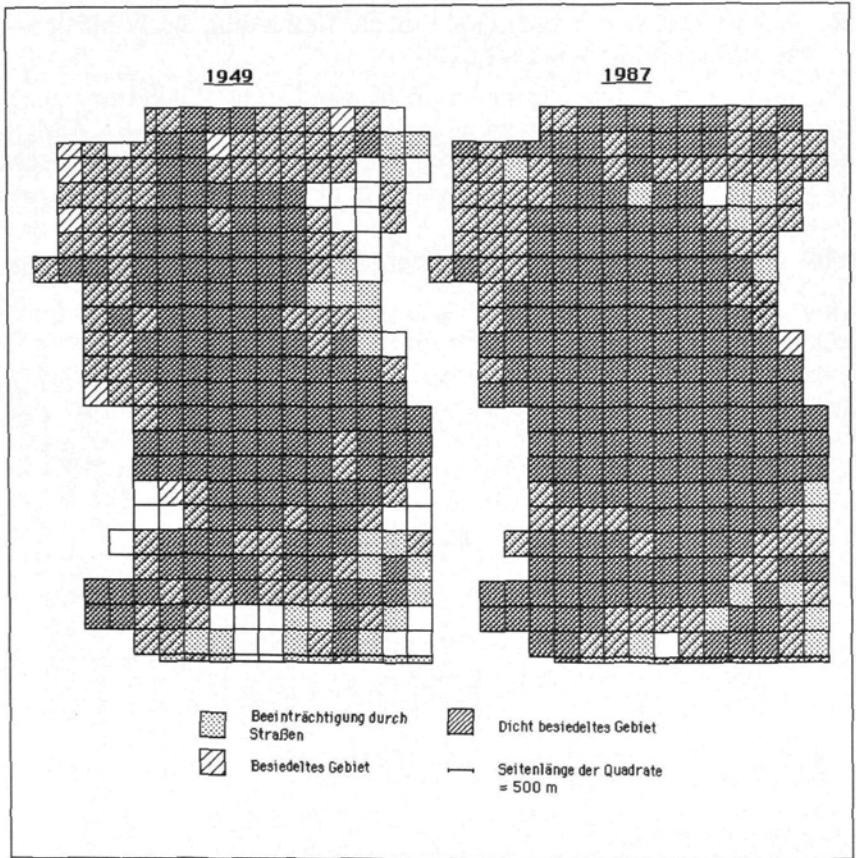 1949
1987
Beeinträchtigung durch
Straßen
Besiedeltes Gebiet
Dicht besiedeltes Gebiet
Seitenlänge der Quadrate
= 500 m